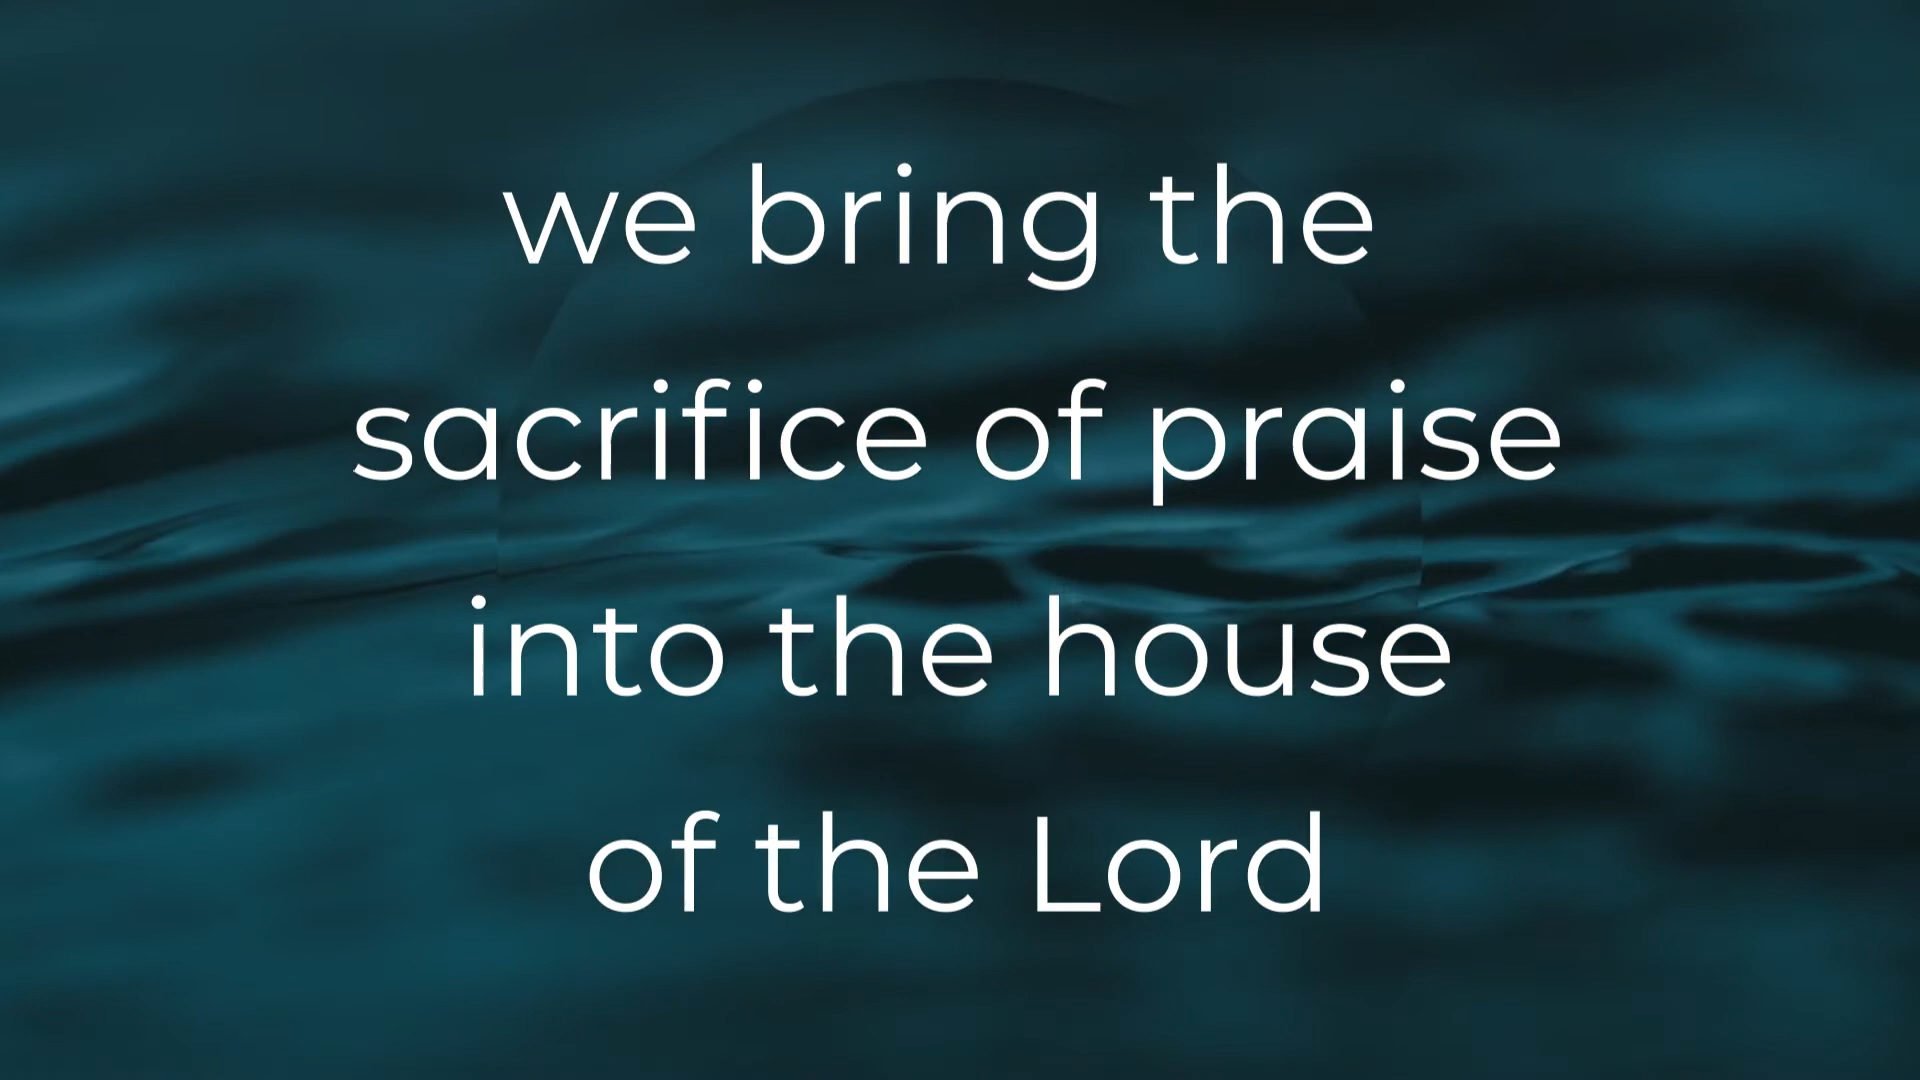 we bring the
sacrifice of praise
into the house
of the Lord